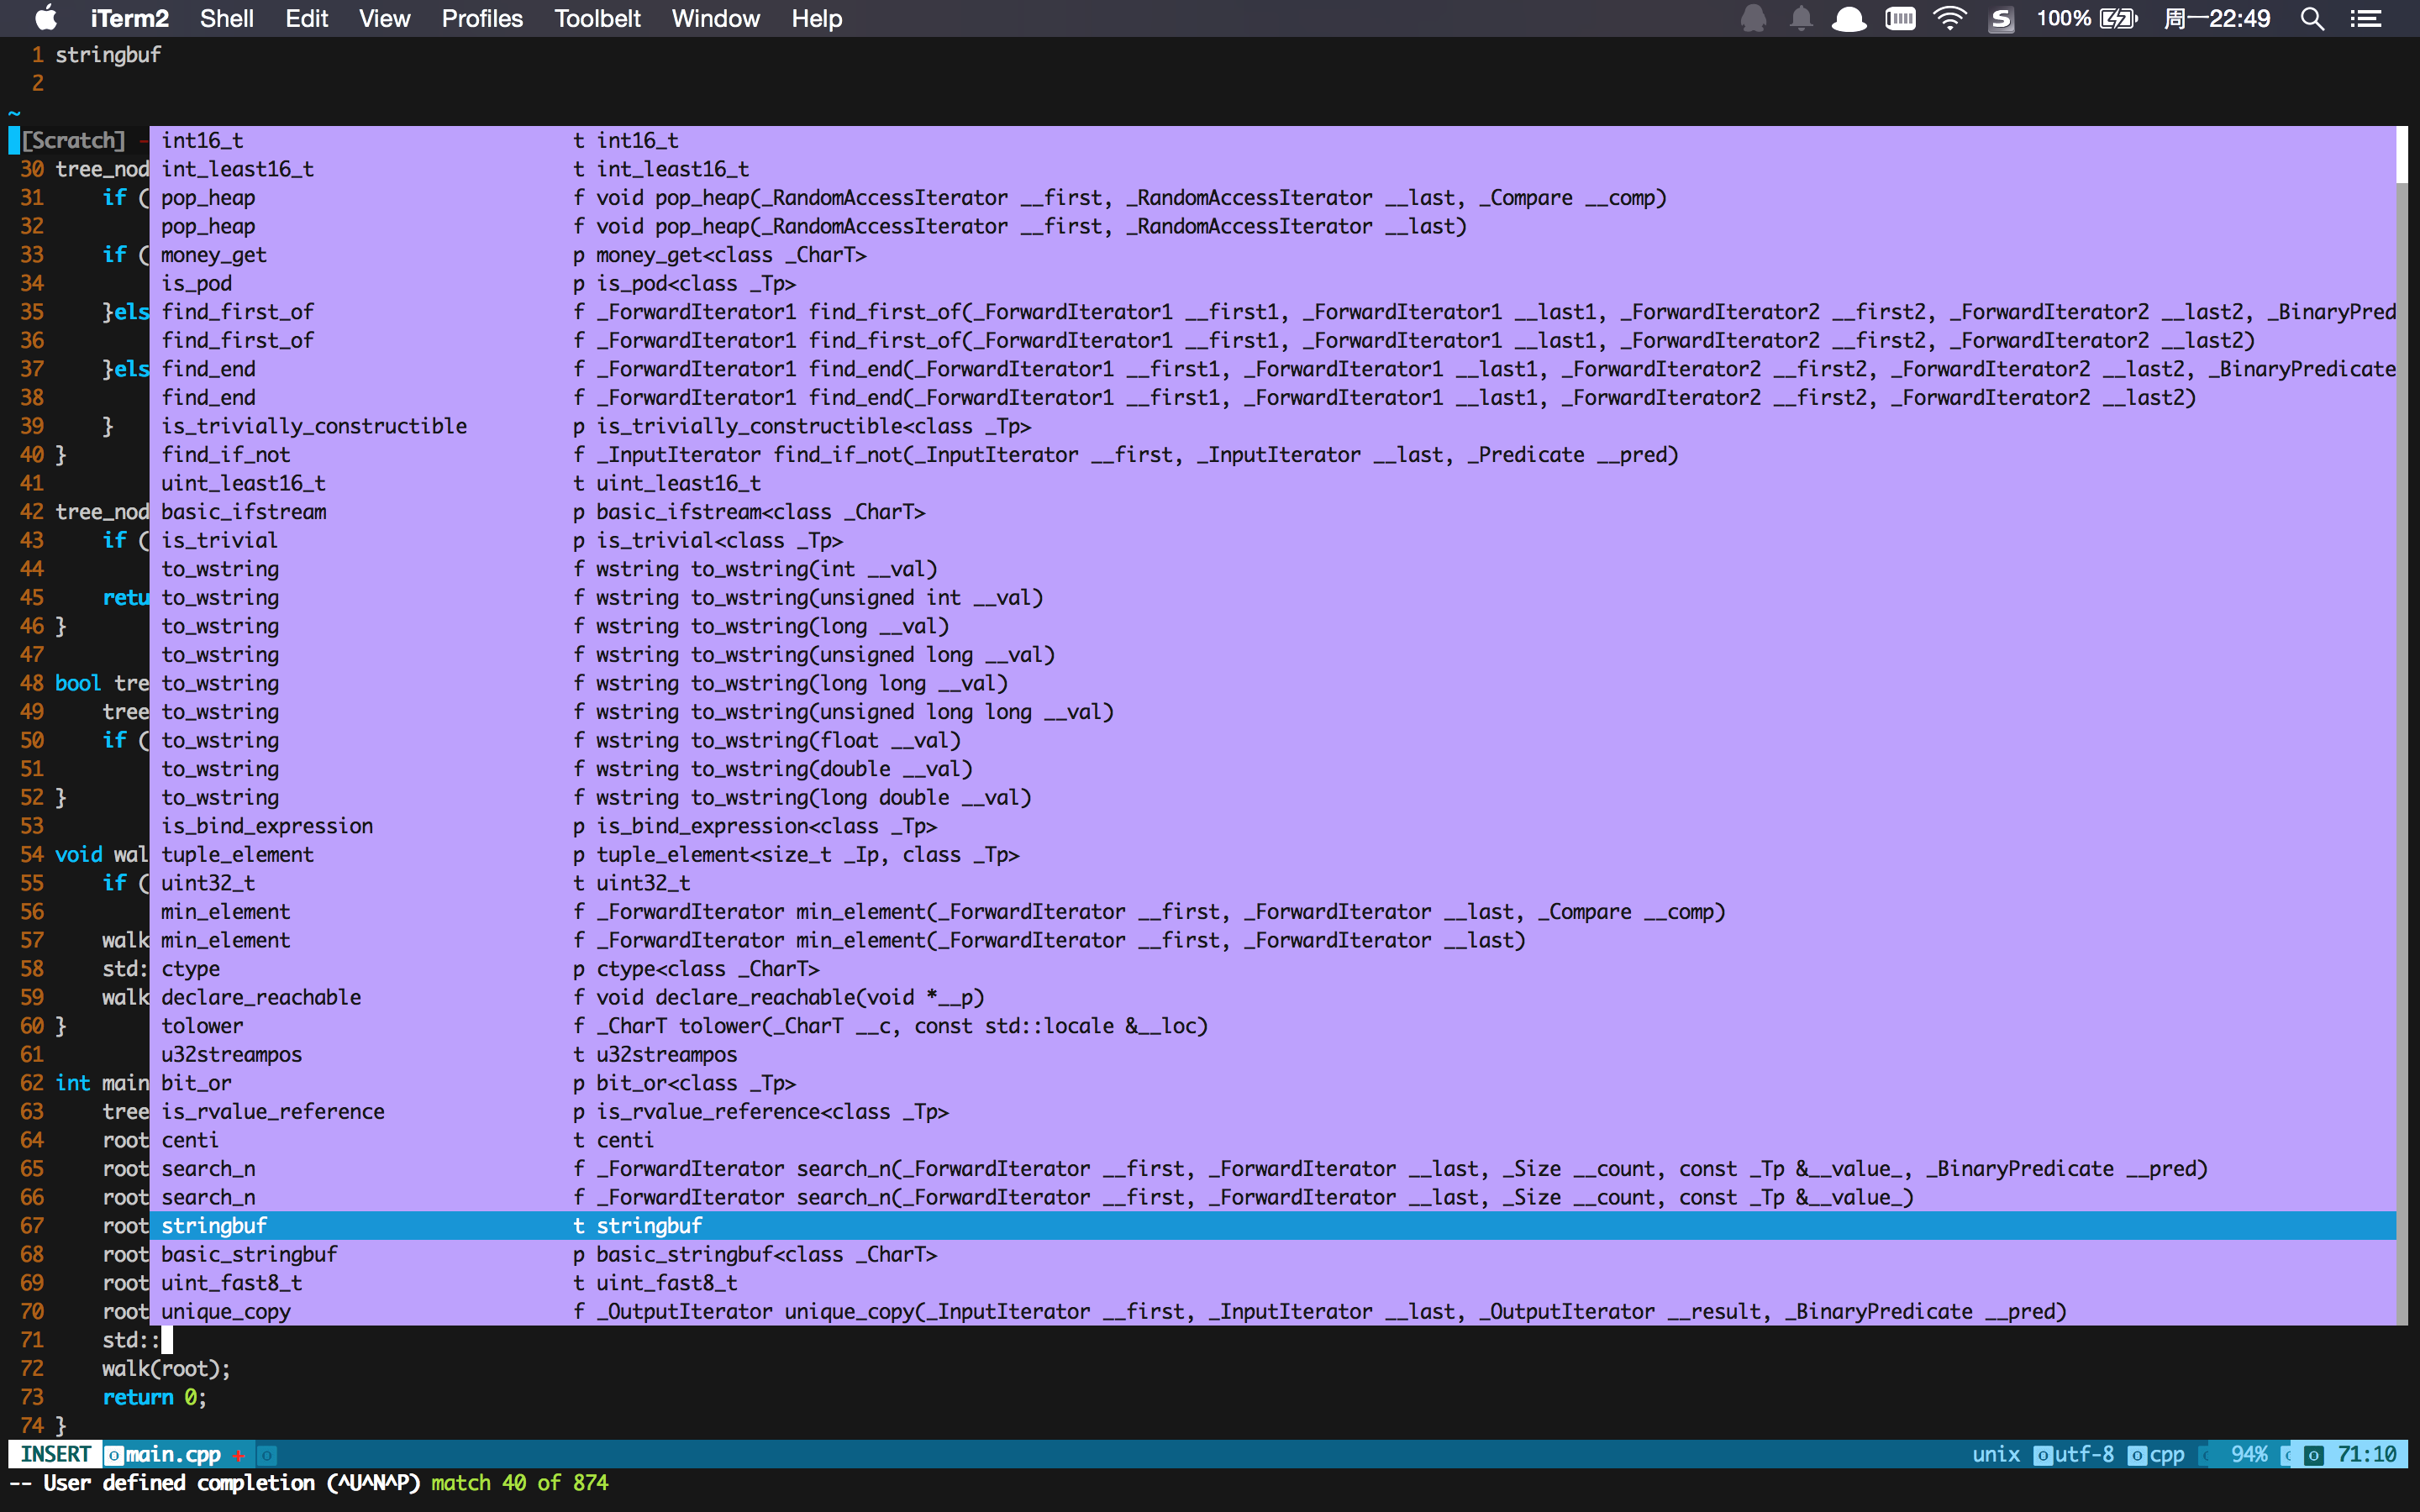 iTerm2 Shell Edit View Profiles Toolbelt Window Help 100% 周一22:49
1 stringbuf
2
~
[Scratch] - int16_t t int16_t
30 tree_nod int_least16_t t int_least16_t
31 if ( pop_heap f void pop_heap(_RandomAccessIterator __first, _RandomAccessIterator __last, _Compare __comp)
32 pop_heap f void pop_heap(_RandomAccessIterator __first, _RandomAccessIterator __last)
33 if ( money_get p money_get<class _CharT>
34 is_pod p is_pod<class _Tp>
35 }els find_first_of f _ForwardIterator1 find_first_of(_ForwardIterator1 __first1, _ForwardIterator1 __last1, _ForwardIterator2 __first2, _ForwardIterator2 __last2, _BinaryPred
36 find_first_of f _ForwardIterator1 find_first_of(_ForwardIterator1 __first1, _ForwardIterator1 __last1, _ForwardIterator2 __first2, _ForwardIterator2 __last2)
37 }els find_end f _ForwardIterator1 find_end(_ForwardIterator1 __first1, _ForwardIterator1 __last1, _ForwardIterator2 __first2, _ForwardIterator2 __last2, _BinaryPredicate
38 find_end f _ForwardIterator1 find_end(_ForwardIterator1 __first1, _ForwardIterator1 __last1, _ForwardIterator2 __first2, _ForwardIterator2 __last2)
39 } is_trivially_constructible p is_trivially_constructible<class _Tp>
40 } find_if_not f _InputIterator find_if_not(_InputIterator __first, _InputIterator __last, _Predicate __pred)
41 uint_least16_t t uint_least16_t
42 tree_nod basic_ifstream p basic_ifstream<class _CharT>
43 if ( is_trivial p is_trivial<class _Tp>
44 to_wstring f wstring to_wstring(int __val)
45 retu to_wstring f wstring to_wstring(unsigned int __val)
46 } to_wstring f wstring to_wstring(long __val)
47 to_wstring f wstring to_wstring(unsigned long __val)
48 bool tre to_wstring f wstring to_wstring(long long __val)
49 tree to_wstring f wstring to_wstring(unsigned long long __val)
50 if ( to_wstring f wstring to_wstring(float __val)
51 to_wstring f wstring to_wstring(double __val)
52 } to_wstring f wstring to_wstring(long double __val)
53 is_bind_expression p is_bind_expression<class _Tp>
54 void wal tuple_element p tuple_element<size_t _Ip, class _Tp>
55 if ( uint32_t t uint32_t
56 min_element f _ForwardIterator min_element(_ForwardIterator __first, _ForwardIterator __last, _Compare __comp)
57 walk min_element f _ForwardIterator min_element(_ForwardIterator __first, _ForwardIterator __last)
58 std: ctype p ctype<class _CharT>
59 walk declare_reachable f void declare_reachable(void *__p)
60 } tolower f _CharT tolower(_CharT __c, const std::locale &__loc)
61 u32streampos t u32streampos
62 int main bit_or p bit_or<class _Tp>
63 tree is_rvalue_reference p is_rvalue_reference<class _Tp>
64 root centi t centi
65 root search_n f _ForwardIterator search_n(_ForwardIterator __first, _ForwardIterator __last, _Size __count, const _Tp &__value_, _BinaryPredicate __pred)
66 root search_n f _ForwardIterator search_n(_ForwardIterator __first, _ForwardIterator __last, _Size __count, const _Tp &__value_)
67 root stringbuf t stringbuf
68 root basic_stringbuf p basic_stringbuf<class _CharT>
69 root uint_fast8_t t uint_fast8_t
70 root unique_copy f _OutputIterator unique_copy(_InputIterator __first, _InputIterator __last, _OutputIterator __result, _BinaryPredicate __pred)
71 std::
72 walk(root);
73 return 0;
74 }
INSERT main.cpp + unix utf-8 cpp 94% 71:10
-- User defined completion (^U^N^P) match 40 of 874